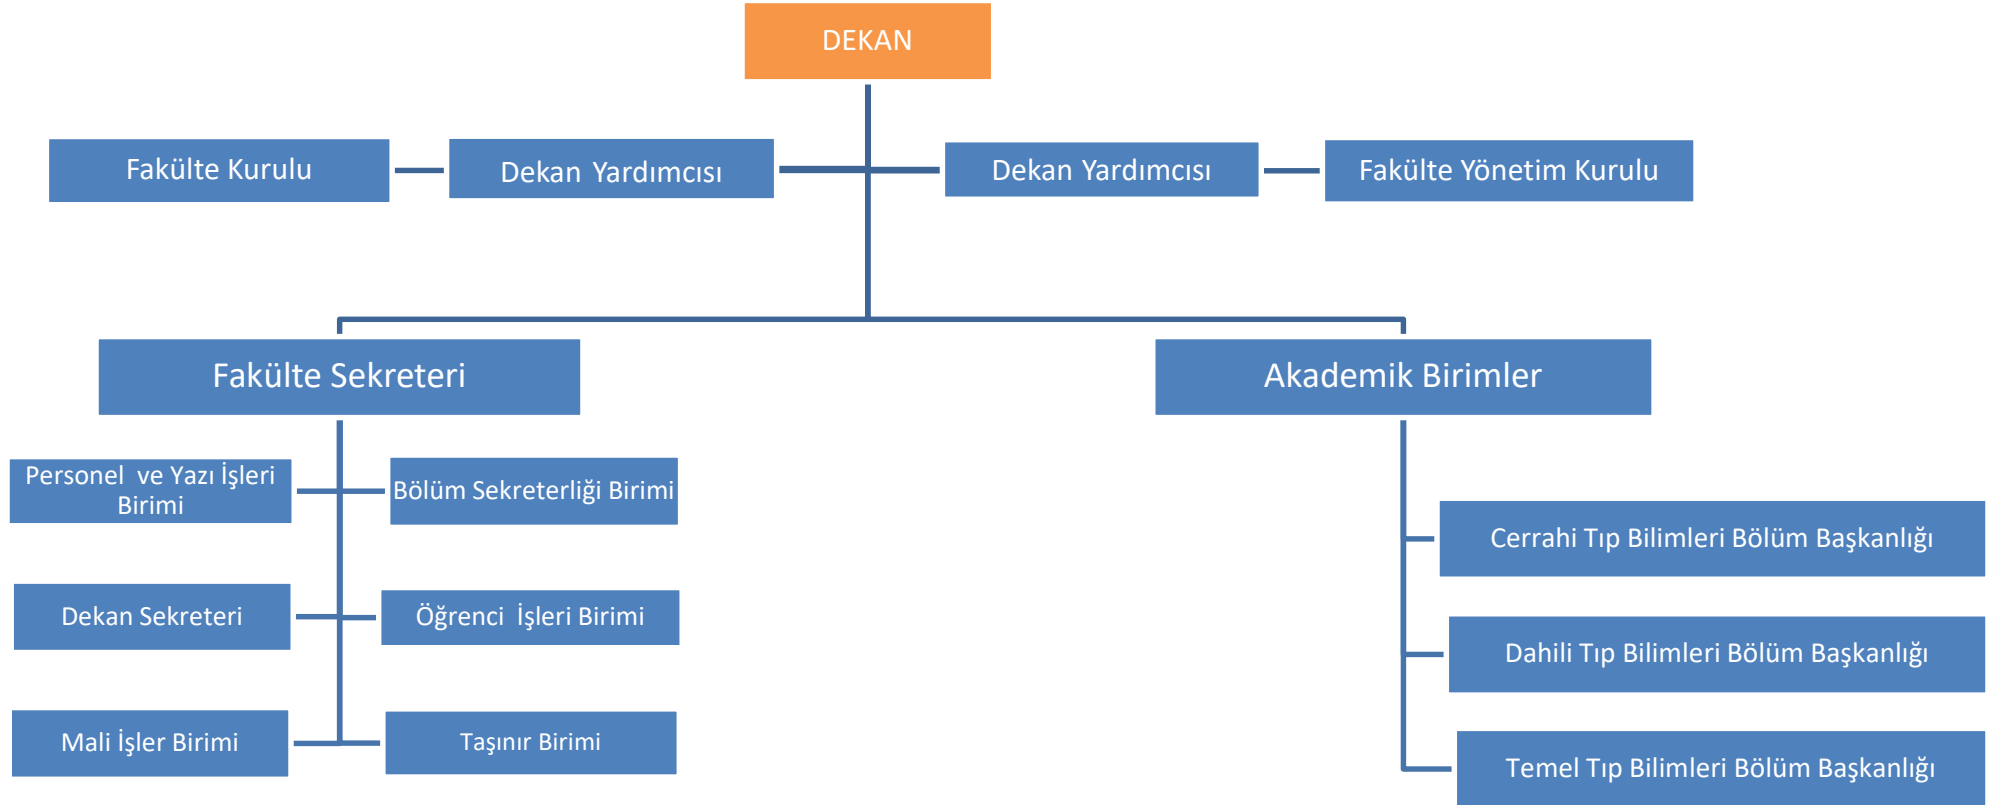 DEKAN
Fakülte Kurulu
Dekan Yardımcısı
Dekan Yardımcısı
Fakülte Yönetim Kurulu
Fakülte Sekreteri
Akademik Birimler
Personel ve Yazı İşleri
Birimi
Bölüm Sekreterliği Birimi
Cerrahi Tıp Bilimleri Bölüm Başkanlığı
Dekan Sekreteri
Öğrenci İşleri Birimi
Dahili Tıp Bilimleri Bölüm Başkanlığı
Mali İşler Birimi
Taşınır Birimi
Temel Tıp Bilimleri Bölüm Başkanlığı